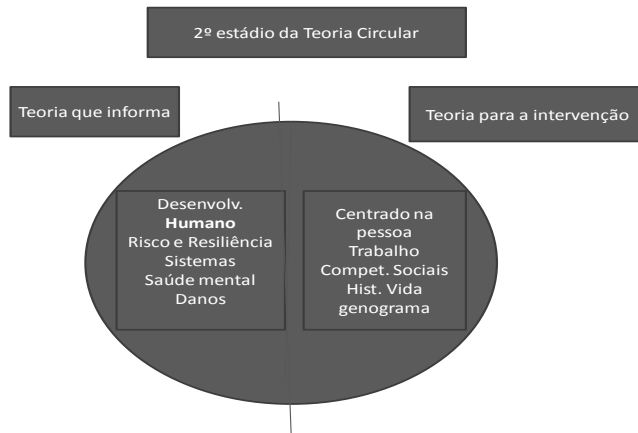 2º estádio da Teoria Circular
Teoria que informa
Teoria para a intervenção
Desenvolv.
Humano
Risco e Resiliência
Sistemas
Saúde mental
Danos
Centrado na
pessoa
Trabalho
Compet. Sociais
Hist. Vida
genograma